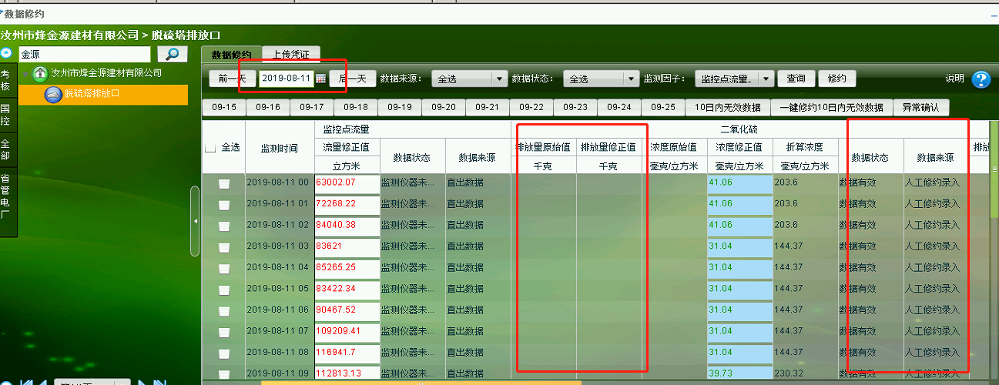 数据修约
汝州市烽金源建材有限公司 > 脱硫塔排放口
金源
考核
国控
全部
省管电厂
汝州市烽金源建材有限公司
脱硫塔排放口
数据修约 上传凭证
前一天 2019-08-11 后一天 数据来源： 全选 数据状态： 全选 监测因子： 监控点流量, 查询 修约 说明
09-15 09-16 09-17 09-18 09-19 09-20 09-21 09-22 09-23 09-24 09-25 10日内无效数据 一键修约10日内无效数据 异常确认
监控点流量 二氧化硫
全选 监测时间 流量修正值 数据状态 数据来源 排放量原始值 排放量修正值 浓度原始值 浓度修正值 折算浓度 数据状态 数据来源
立方米 千克 千克 毫克/立方米 毫克/立方米 毫克/立方米
2019-08-11 00 63002.07 监测仪器未... 直出数据 41.06 203.6 数据有效 人工修约录入
2019-08-11 01 72268.22 监测仪器未... 直出数据 41.06 203.6 数据有效 人工修约录入
2019-08-11 02 84040.38 监测仪器未... 直出数据 41.06 203.6 数据有效 人工修约录入
2019-08-11 03 83621 监测仪器未... 直出数据 31.04 144.37 数据有效 人工修约录入
2019-08-11 04 85265.25 监测仪器未... 直出数据 31.04 144.37 数据有效 人工修约录入
2019-08-11 05 83422.34 监测仪器未... 直出数据 31.04 144.37 数据有效 人工修约录入
2019-08-11 06 90467.52 监测仪器未... 直出数据 31.04 144.37 数据有效 人工修约录入
2019-08-11 07 109209.41 监测仪器未... 直出数据 31.04 144.37 数据有效 人工修约录入
2019-08-11 08 116941.7 监测仪器未... 直出数据 31.04 144.37 数据有效 人工修约录入
2019-08-11 09 112813.13 监测仪器未... 直出数据 39.73 230.32 数据有效 人工修约录入